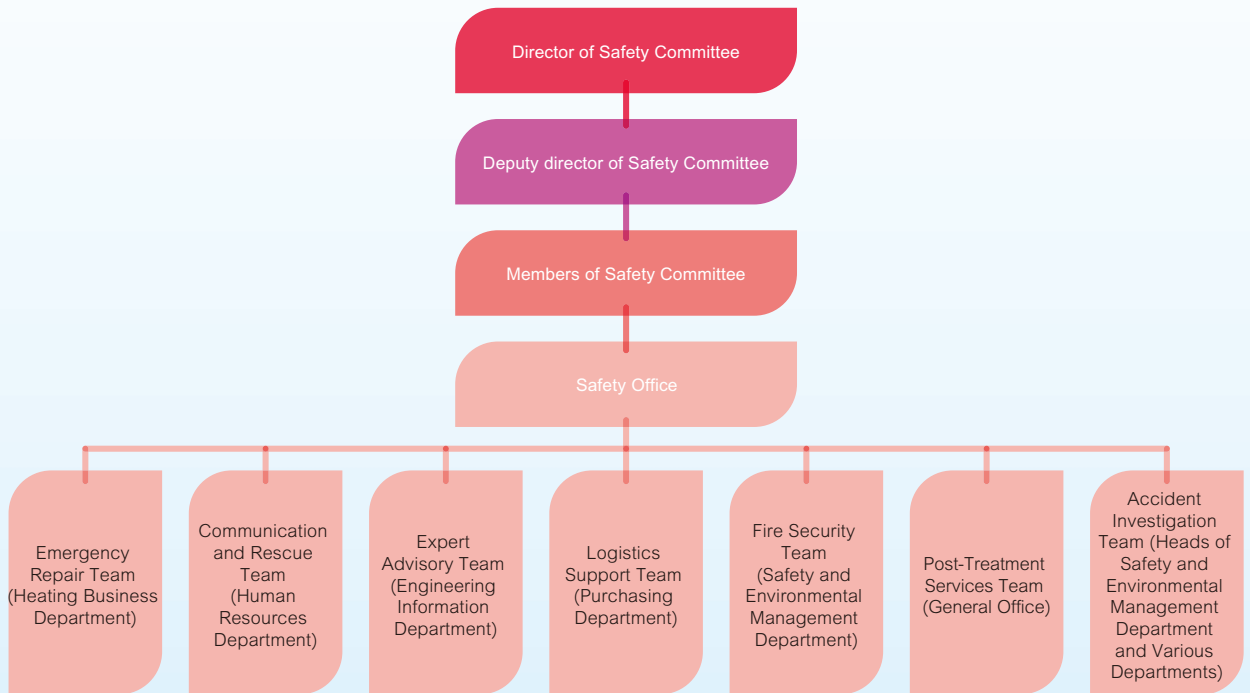 Director of Safety Committee
Deputy director of Safety Committee
Members of Safety Committee
Safety Office
Emergency
Repair Team
(Heating Business
Department)
Communication
and Rescue
Team
(Human
Resources
Department)
Expert
Advisory Team
(Engineering
Information
Department)
Logistics
Support Team
(Purchasing
Department)
Fire Security
Team
(Safety and
Environmental
Management
Department)
Post-Treatment
Services Team
(General Office)
Accident
Investigation
Team (Heads of
Safety and
Environmental
Management
Department
and Various
Departments)